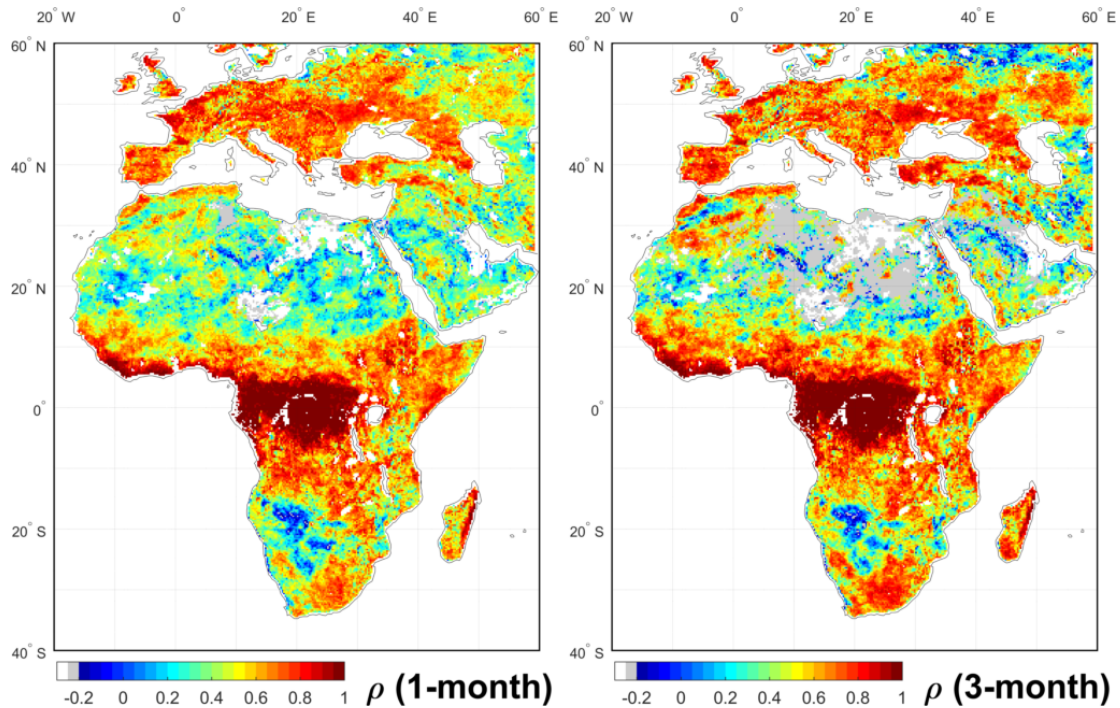 20° W 0° 20° E 40° E 60° E 20° W 0° 20° E 40° E 60° E
60° N 60° N
40° N 40° N
20° N 20° N
0° 0°
20° S 20° S
40° S 40° S
-0.2 0 0.2 0.4 0.6 0.8 1 ρ (1-month) -0.2 0 0.2 0.4 0.6 0.8 1 ρ (3-month)